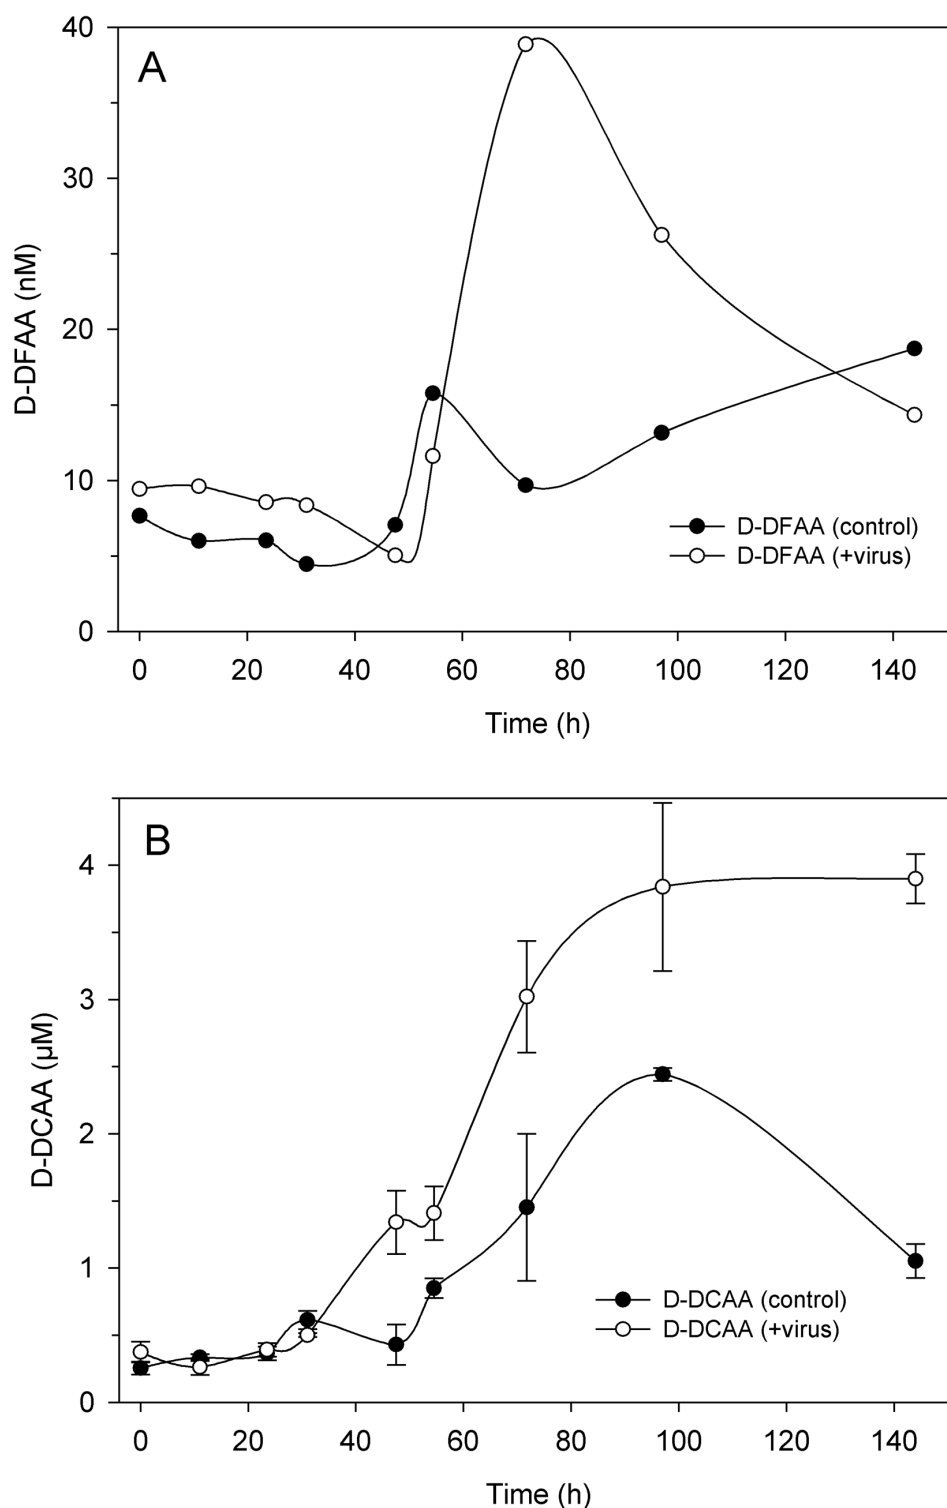 A
40
30
20
10
0
D-DFAA (nM)
D-DFAA (control)
D-DFAA (+virus)
0 20 40 60 80 100 120 140
Time (h)
B
4
3
2
1
0
D-DCAA (µM)
D-DCAA (control)
D-DCAA (+virus)
0 20 40 60 80 100 120 140
Time (h)